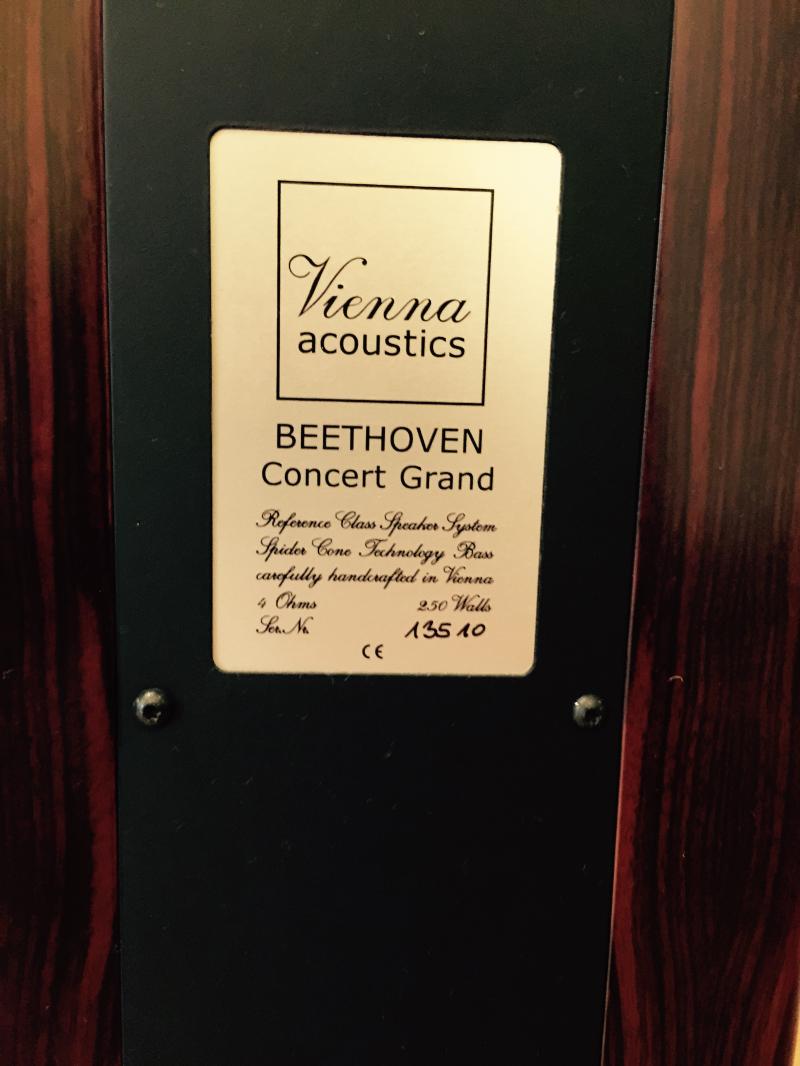 Vienna
acoustics
BEETHOVEN
Concert Grand
Reference Class Speaker System
Spider Cone Technology Bass
carefully handcrafted in Vienna
4 Ohms 250 Watts
Ser.Nr. 13510
CE